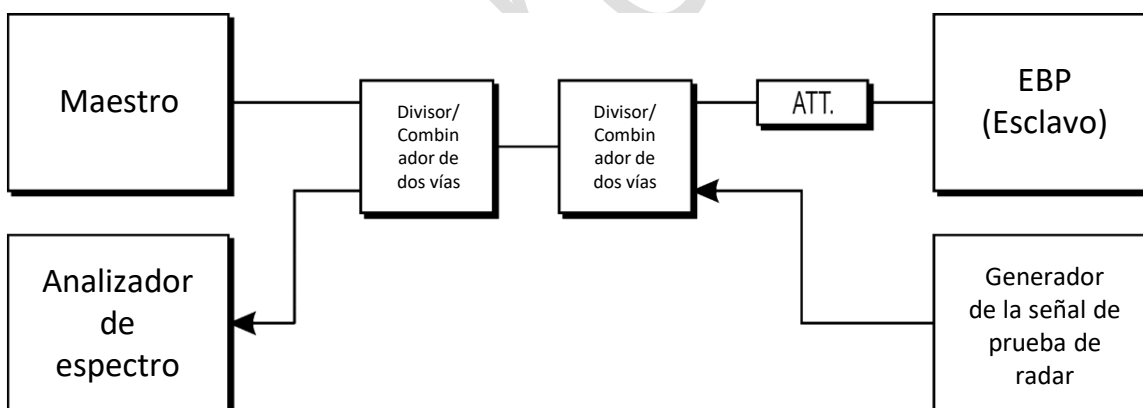 Maestro
Divisor/
Combin
ador de
dos vías
Divisor/
Combin
ador de
dos vías
ATT.
EBP
(Esclavo)
Analizador
de
espectro
Generador
de la señal de
prueba de
radar